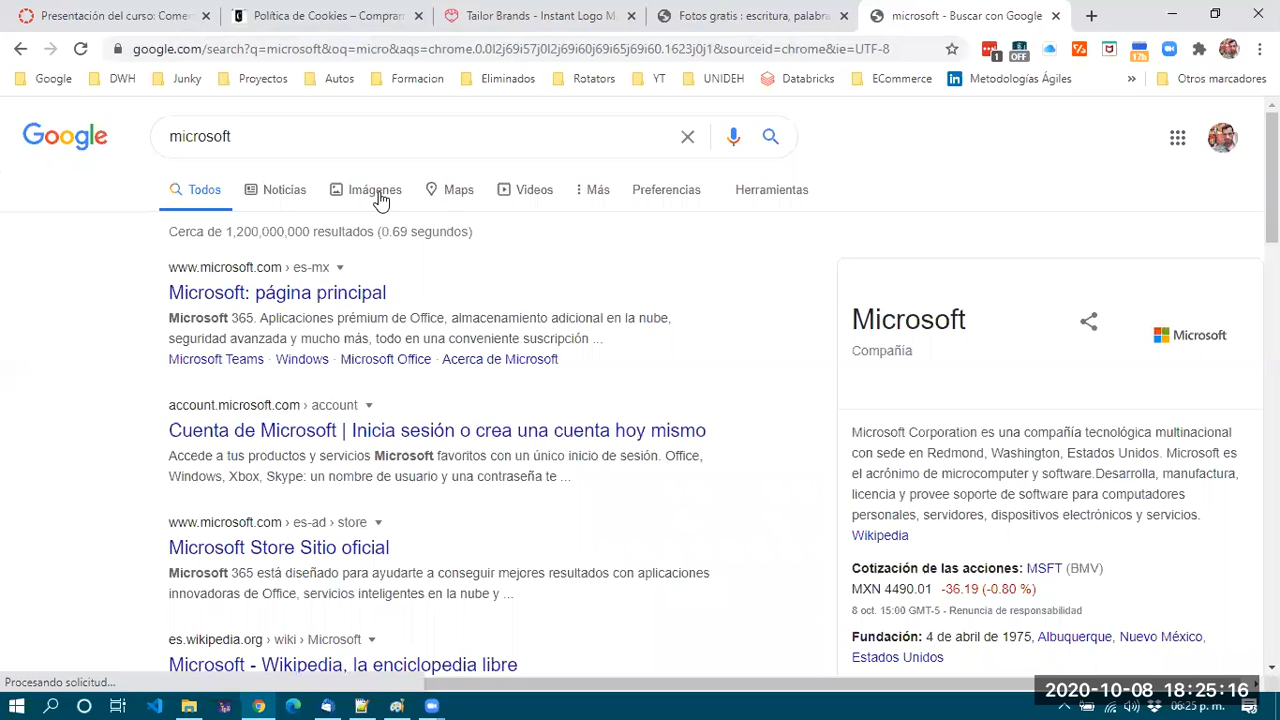 Presentación del curso: Comer
Política de Cookies – Compram
Tailor Brands - Instant Logo M
Fotos gratis : escritura, palabra
microsoft - Buscar con Google
google.com/search?q=microsoft&oq=micro&aqs=chrome.0.0l2j69i57j0l2j69i60j69i65j69i60.1623j0j1&sourceid=chrome&ie=UTF-8
1
OFF
17h
Google
DWH
Junky
Proyectos
Autos
Formacion
Eliminados
Rotators
YT
UNIDEH
Databricks
ECommerce
Metodologías Ágiles
»
Otros marcadores
Google
microsoft
Todos
Noticias
Imágenes
Maps
Videos
Más
Preferencias
Herramientas
Cerca de 1,200,000,000 resultados (0.69 segundos)
www.microsoft.com › es-mx
Microsoft: página principal
Microsoft 365. Aplicaciones prémium de Office, almacenamiento adicional en la nube,
seguridad avanzada y mucho más, todo en una conveniente suscripción ...
Microsoft Teams · Windows · Microsoft Office · Acerca de Microsoft
account.microsoft.com › account
Cuenta de Microsoft | Inicia sesión o crea una cuenta hoy mismo
Accede a tus productos y servicios Microsoft favoritos con un único inicio de sesión. Office,
Windows, Xbox, Skype: un nombre de usuario y una contraseña te ...
www.microsoft.com › es-ad › store
Microsoft Store Sitio oficial
Microsoft 365 está diseñado para ayudarte a conseguir mejores resultados con aplicaciones
innovadoras de Office, servicios inteligentes en la nube y ...
es.wikipedia.org › wiki › Microsoft
Microsoft - Wikipedia, la enciclopedia libre
Microsoft
Compañía
Microsoft
Microsoft Corporation es una compañía tecnológica multinacional
con sede en Redmond, Washington, Estados Unidos. Microsoft es
el acrónimo de microcomputer y software.Desarrolla, manufactura,
licencia y provee soporte de software para computadores
personales, servidores, dispositivos electrónicos y servicios.
Wikipedia
Cotización de las acciones: MSFT (BMV)
MXN 4490.01 -36.19 (-0.80 %)
8 oct. 15:00 GMT-5 - Renuncia de responsabilidad
Fundación: 4 de abril de 1975, Albuquerque, Nuevo México,
Estados Unidos
Procesando solicitud...
2020-10-08 18:25:16
06:25 p. m.